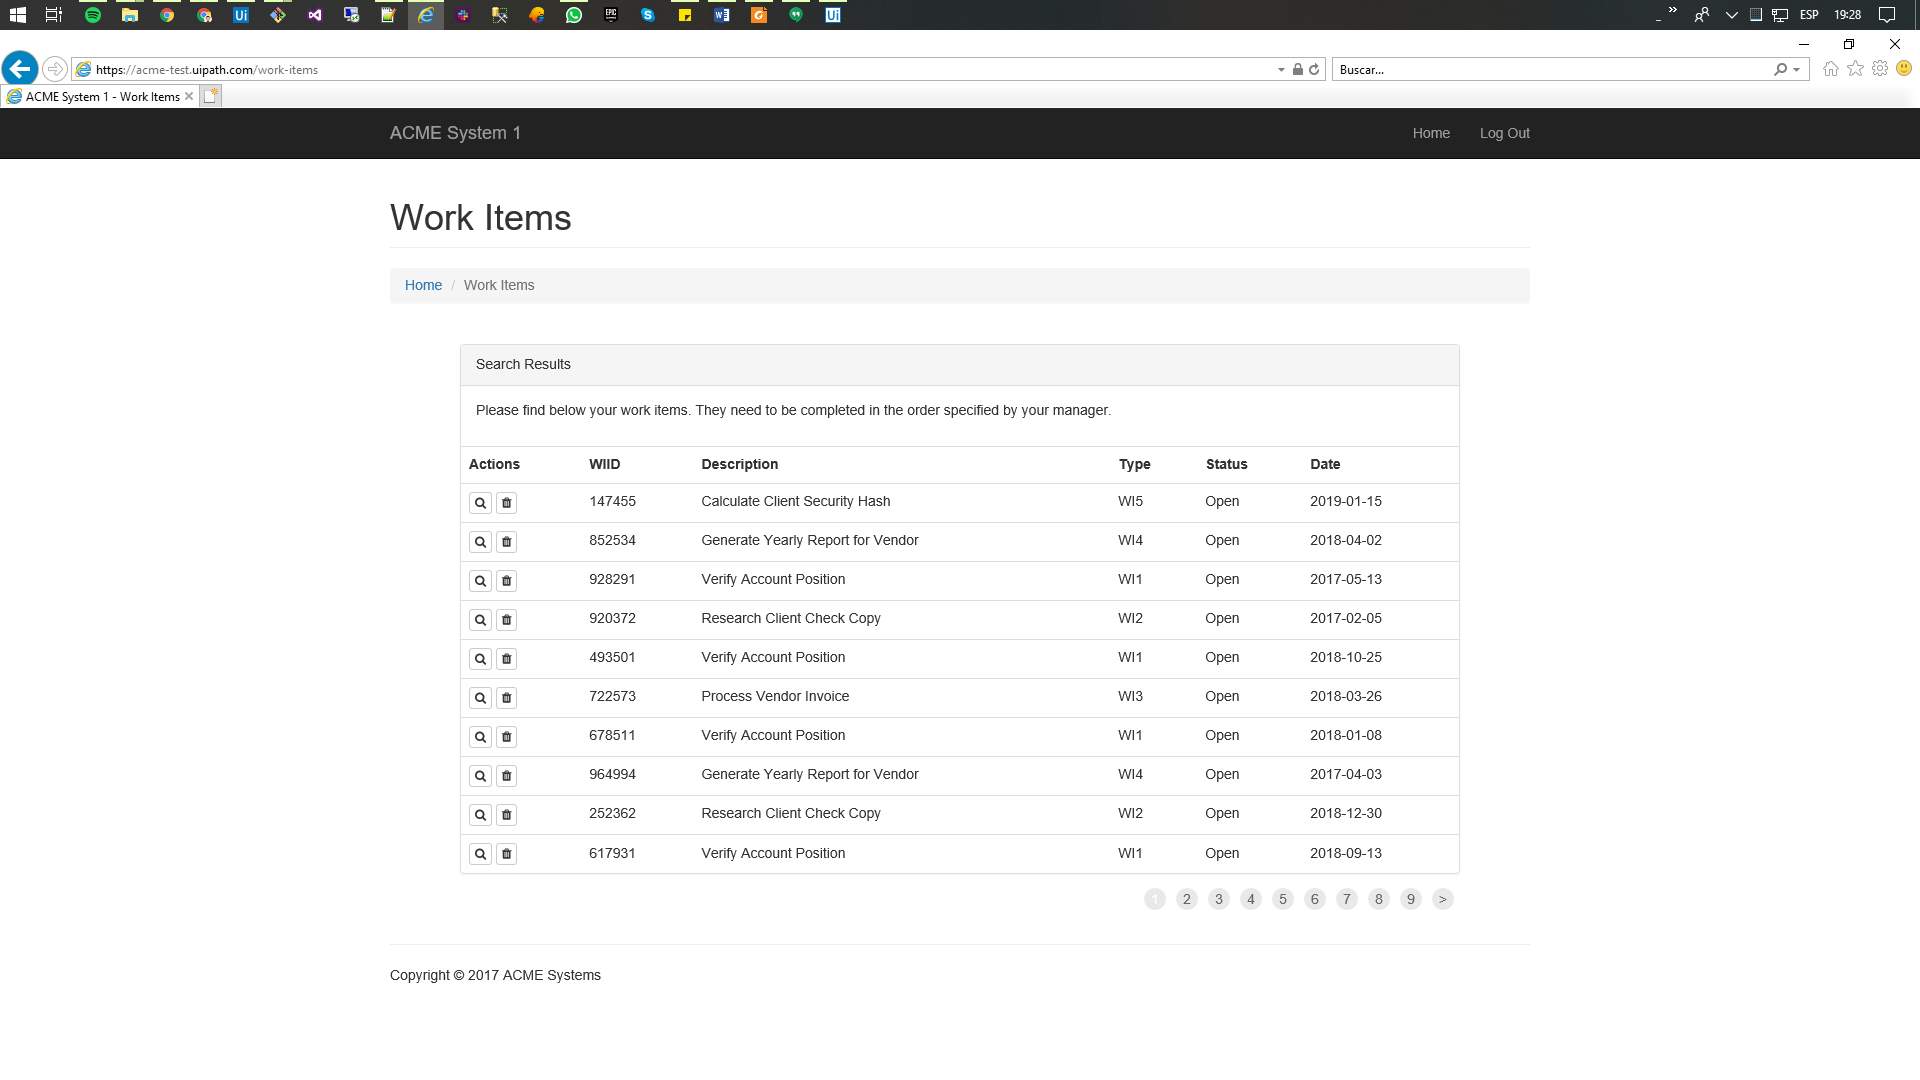 ESP 19:28
https://acme-test.uipath.com/work-items
Buscar...
ACME System 1 - Work Items
ACME System 1 Home Log Out
Work Items
Home / Work Items
Search Results
Please find below your work items. They need to be completed in the order specified by your manager.
Actions WIID Description Type Status Date
147455 Calculate Client Security Hash WI5 Open 2019-01-15
852534 Generate Yearly Report for Vendor WI4 Open 2018-04-02
928291 Verify Account Position WI1 Open 2017-05-13
920372 Research Client Check Copy WI2 Open 2017-02-05
493501 Verify Account Position WI1 Open 2018-10-25
722573 Process Vendor Invoice WI3 Open 2018-03-26
678511 Verify Account Position WI1 Open 2018-01-08
964994 Generate Yearly Report for Vendor WI4 Open 2017-04-03
252362 Research Client Check Copy WI2 Open 2018-12-30
617931 Verify Account Position WI1 Open 2018-09-13
1 2 3 4 5 6 7 8 9 >
Copyright © 2017 ACME Systems